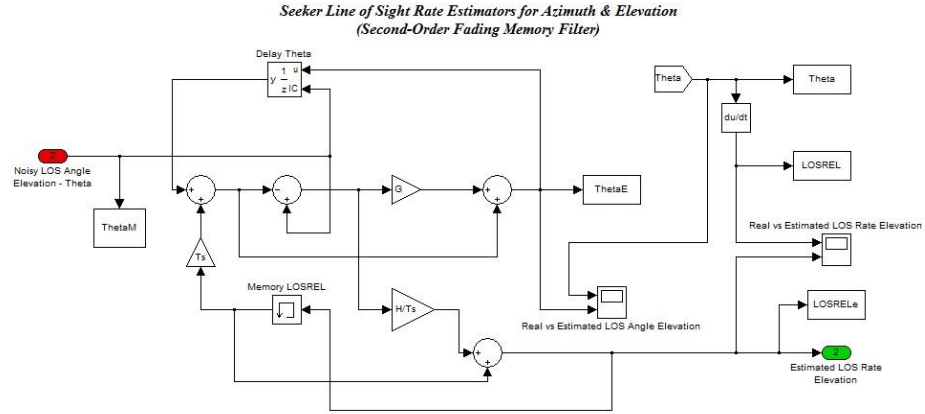 Seeker Line of Sight Rate Estimators for Azimuth & Elevation
(Second-Order Fading Memory Filter)
Delay Theta
y 1 u
z IC
Theta
Theta
du/dt
LOSREL
2
Noisy LOS Angle
Elevation - Theta
ThetaM
+
+
-
+
G
+
+
ThetaE
Ts
Real vs Estimated LOS Rate Elevation
Memory LOSREL
H/Ts
Real vs Estimated LOS Angle Elevation
LOSRELe
+
+
2
Estimated LOS Rate
Elevation